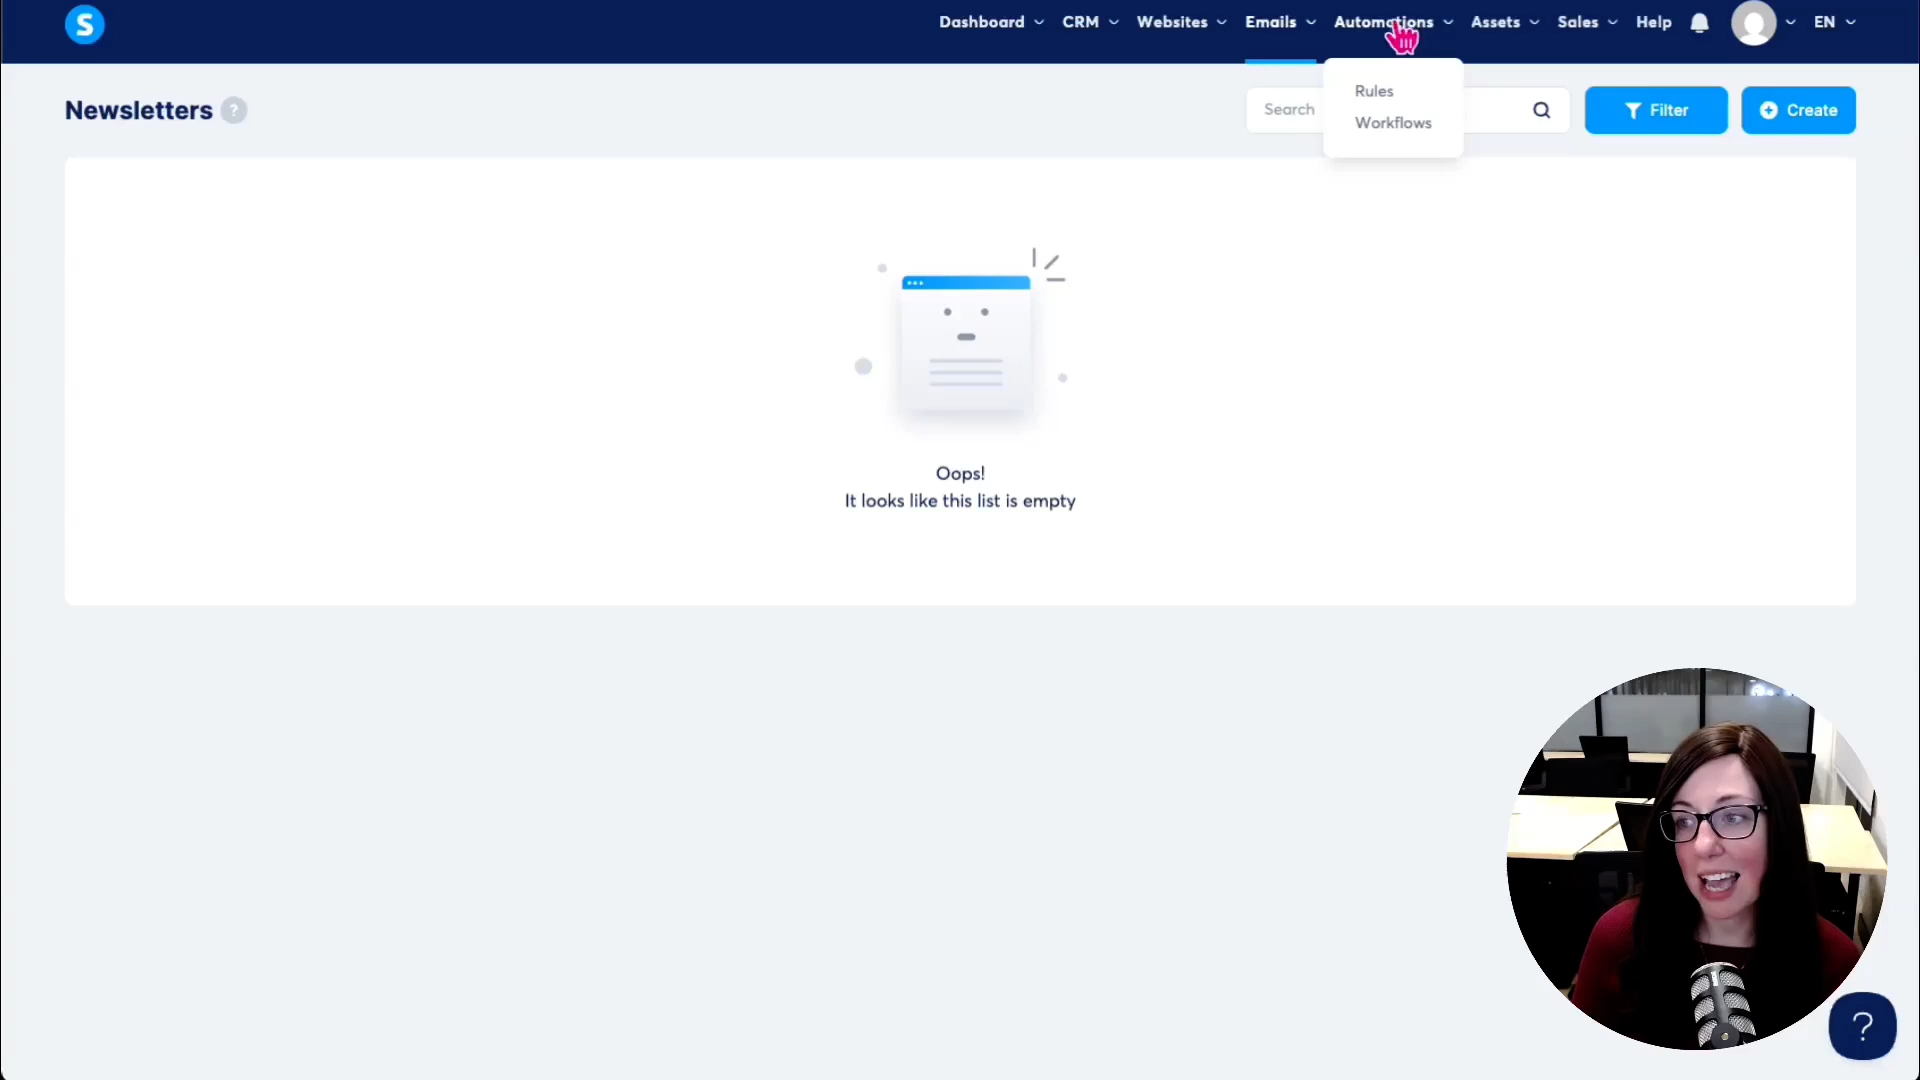 S
Dashboard CRM Websites Emails Automations Assets Sales Help EN
Rules
Workflows
Newsletters ?
Search
Filter
Create
Oops!
It looks like this list is empty
?